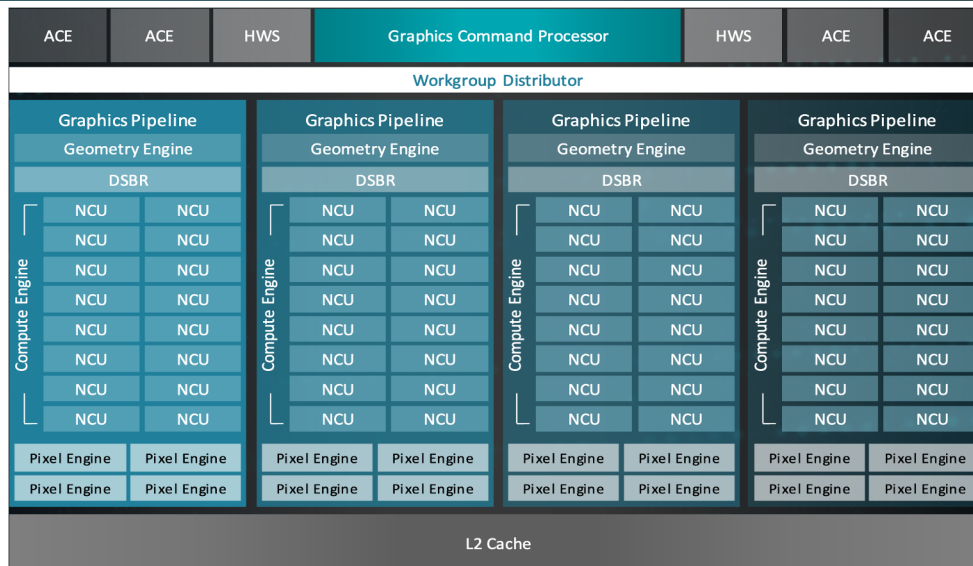 ACE ACE HWS Graphics Command Processor HWS ACE ACE
Workgroup Distributor
Graphics Pipeline Graphics Pipeline Graphics Pipeline Graphics Pipeline
Geometry Engine Geometry Engine Geometry Engine Geometry Engine
DSBR DSBR DSBR DSBR
Compute Engine Compute Engine Compute Engine Compute Engine
NCU NCU NCU NCU NCU NCU NCU NCU
NCU NCU NCU NCU NCU NCU NCU NCU
NCU NCU NCU NCU NCU NCU NCU NCU
NCU NCU NCU NCU NCU NCU NCU NCU
NCU NCU NCU NCU NCU NCU NCU NCU
NCU NCU NCU NCU NCU NCU NCU NCU
NCU NCU NCU NCU NCU NCU NCU NCU
NCU NCU NCU NCU NCU NCU NCU NCU
Pixel Engine Pixel Engine Pixel Engine Pixel Engine Pixel Engine Pixel Engine Pixel Engine Pixel Engine
Pixel Engine Pixel Engine Pixel Engine Pixel Engine Pixel Engine Pixel Engine Pixel Engine Pixel Engine
L2 Cache